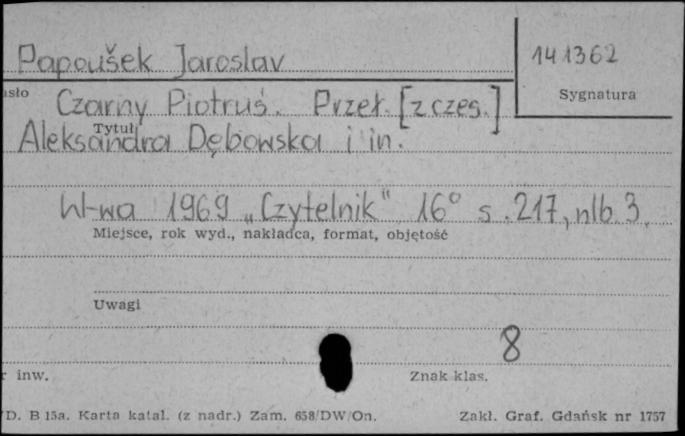 Papoušek Jaroslav
141362
Sygnatura
Czarny Piotruś. Przeł. [z czes.]
Tytuł
Aleksandra Dębowska i in.
W-wa 1969 „Czytelnik" 16° s. 217, nlb. 3.
Miejsce, rok wyd., nakładca, format, objętość
Uwagi
8
inw.
Znak klas.
D. B 15a. Karta katal. (z nadr.) Zam. 658/DW/On.
Zakł. Graf. Gdańsk nr 1757